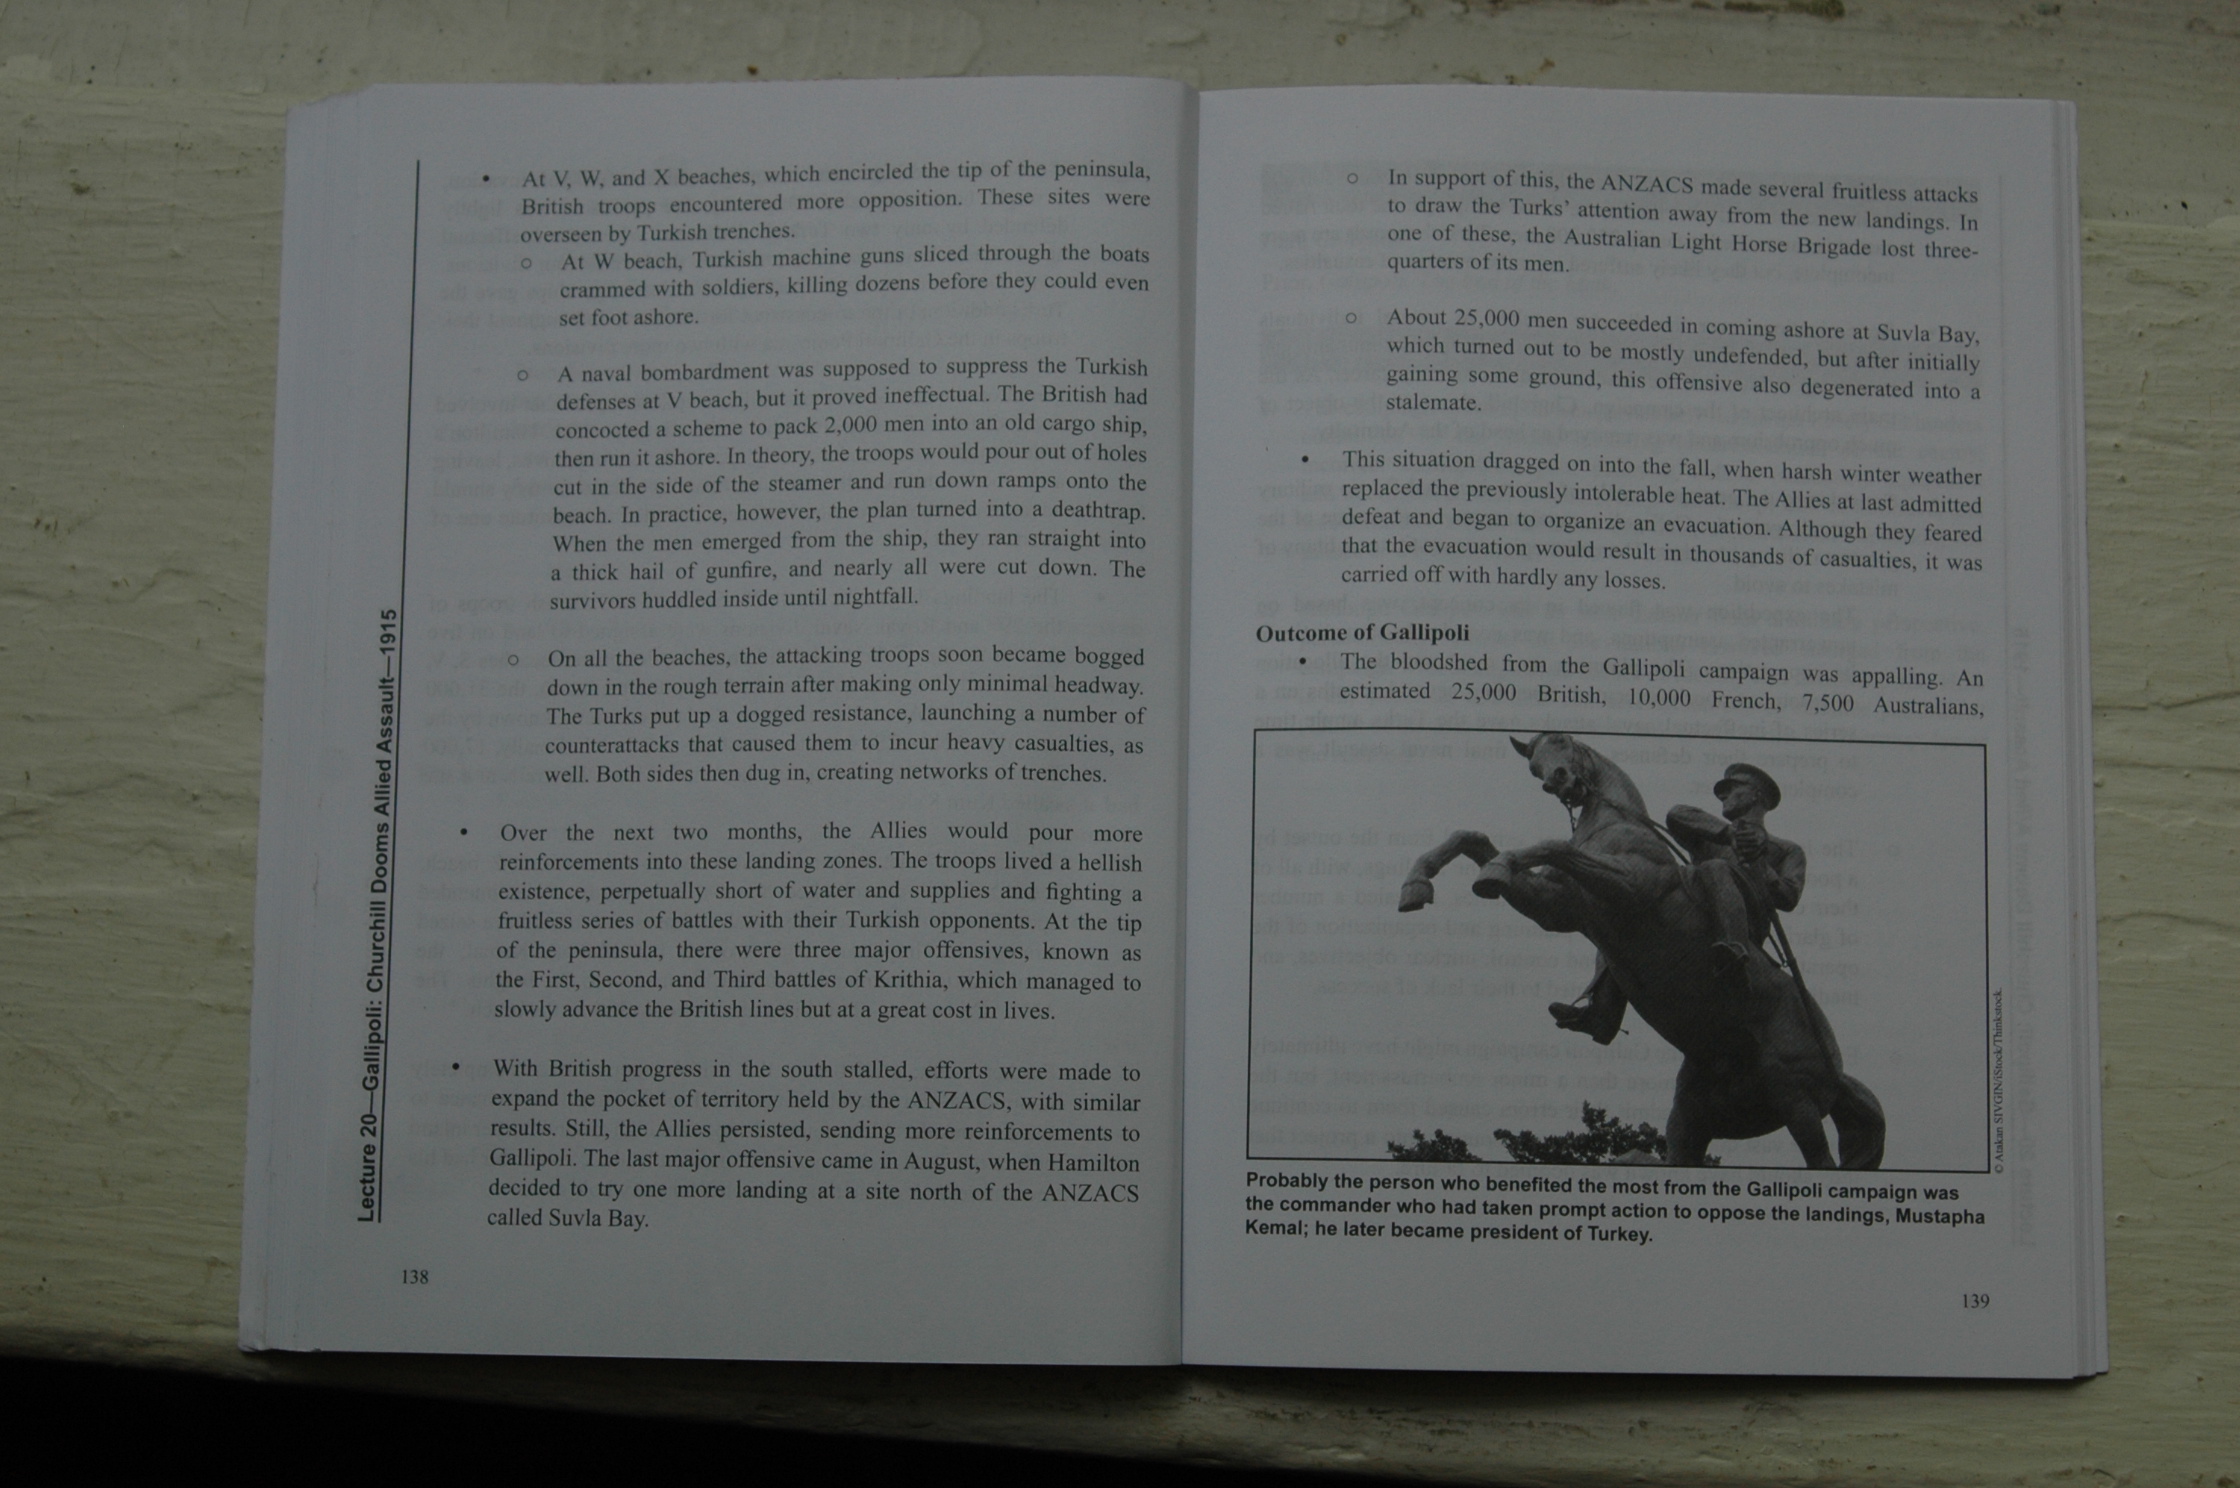 Lecture 20—Gallipoli: Churchill Dooms Allied Assault—1915
• At V, W, and X beaches, which encircled the tip of the peninsula,
British troops encountered more opposition. These sites were
overseen by Turkish trenches.
○ At W beach, Turkish machine guns sliced through the boats
crammed with soldiers, killing dozens before they could even
set foot ashore.
○ A naval bombardment was supposed to suppress the Turkish
defenses at V beach, but it proved ineffectual. The British had
concocted a scheme to pack 2,000 men into an old cargo ship,
then run it ashore. In theory, the troops would pour out of holes
cut in the side of the steamer and run down ramps onto the
beach. In practice, however, the plan turned into a deathtrap.
When the men emerged from the ship, they ran straight into
a thick hail of gunfire, and nearly all were cut down. The
survivors huddled inside until nightfall.
○ On all the beaches, the attacking troops soon became bogged
down in the rough terrain after making only minimal headway.
The Turks put up a dogged resistance, launching a number of
counterattacks that caused them to incur heavy casualties, as
well. Both sides then dug in, creating networks of trenches.
• Over the next two months, the Allies would pour more
reinforcements into these landing zones. The troops lived a hellish
existence, perpetually short of water and supplies and fighting a
fruitless series of battles with their Turkish opponents. At the tip
of the peninsula, there were three major offensives, known as
the First, Second, and Third battles of Krithia, which managed to
slowly advance the British lines but at a great cost in lives.
• With British progress in the south stalled, efforts were made to
expand the pocket of territory held by the ANZACS, with similar
results. Still, the Allies persisted, sending more reinforcements to
Gallipoli. The last major offensive came in August, when Hamilton
decided to try one more landing at a site north of the ANZACS
called Suvla Bay.
138
○ In support of this, the ANZACS made several fruitless attacks
to draw the Turks' attention away from the new landings. In
one of these, the Australian Light Horse Brigade lost three-
quarters of its men.
○ About 25,000 men succeeded in coming ashore at Suvla Bay,
which turned out to be mostly undefended, but after initially
gaining some ground, this offensive also degenerated into a
stalemate.
• This situation dragged on into the fall, when harsh winter weather
replaced the previously intolerable heat. The Allies at last admitted
defeat and began to organize an evacuation. Although they feared
that the evacuation would result in thousands of casualties, it was
carried off with hardly any losses.
Outcome of Gallipoli
• The bloodshed from the Gallipoli campaign was appalling. An
estimated 25,000 British, 10,000 French, 7,500 Australians,
© Atakan SIVGIN/iStock/Thinkstock.
Probably the person who benefited the most from the Gallipoli campaign was
the commander who had taken prompt action to oppose the landings, Mustapha
Kemal; he later became president of Turkey.
139